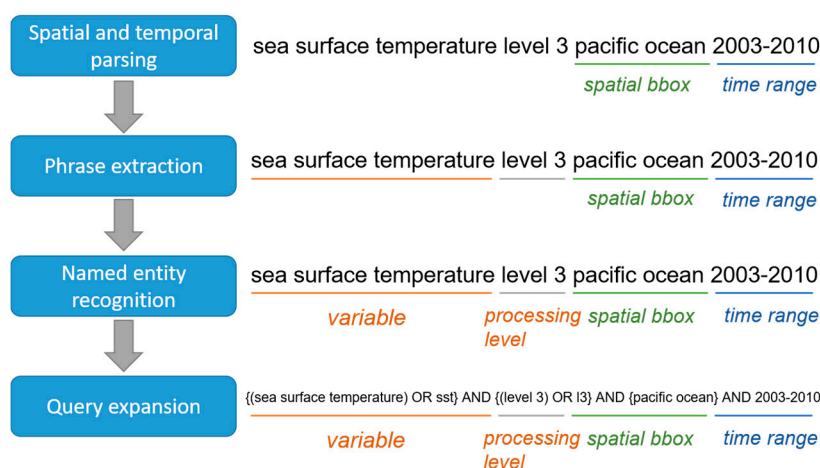 Spatial and temporal
parsing
sea surface temperature level 3 pacific ocean 2003-2010
spatial bbox time range
Phrase extraction
sea surface temperature level 3 pacific ocean 2003-2010
spatial bbox time range
Named entity
recognition
sea surface temperature level 3 pacific ocean 2003-2010
variable processing spatial bbox time range
level
Query expansion
{(sea surface temperature) OR sst} AND {(level 3) OR l3} AND {pacific ocean} AND 2003-2010
variable processing spatial bbox time range
level